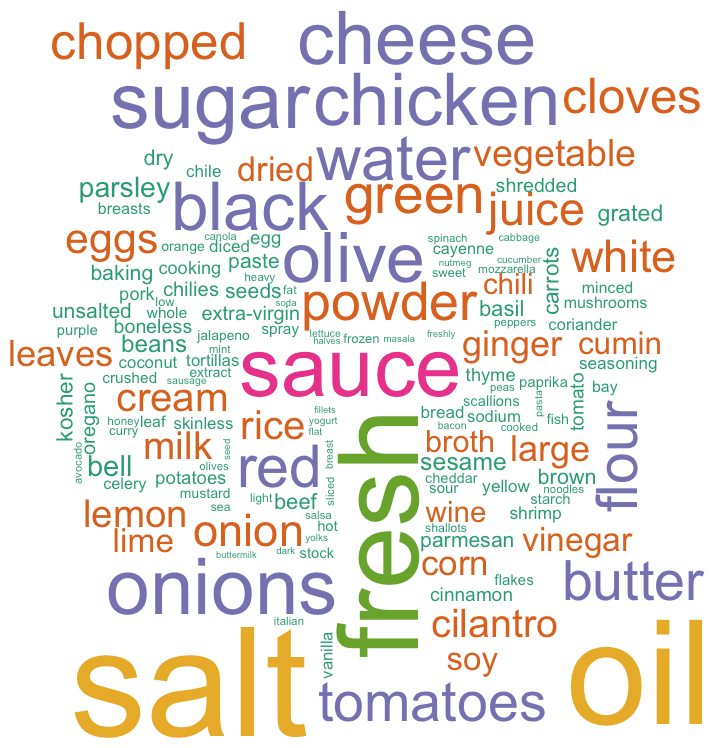 chopped
cheese
sugar
chicken
cloves
dry
chile
dried
water
vegetable
parsley
breasts
black
green
juice
shredded
grated
eggs
orange
canola
diced
egg
olive
spinach
cabbage
cayenne
nutmeg
cucumber
sweet
mozzarella
white
carrots
baking
cooking
paste
heavy
pork
low
chilies
seeds
fat
powder
chili
minced
mushrooms
unsalted
whole
extra-virgin
soda
basil
peppers
coriander
purple
boneless
spray
jalapeno
lettuce
halves
frozen
masala
freshly
leaves
beans
mint
coconut
tortillas
extract
sauce
ginger
cumin
seasoning
crushed
sausage
thyme
peas
paprika
bay
tomato
pasta
kosher
oregano
cream
honey
leaf
skinless
curry
rice
fillets
yogurt
flat
fresh
bread
sodium
scallions
bacon
cooked
fish
flour
milk
seed
avocado
bell
celery
potatoes
olives
mustard
sea
red
light
beef
sliced
breast
broth
large
sesame
cheddar
sour
yellow
brown
noodles
starch
shrimp
lemon
lime
onion
salsa
hot
yolks
stock
dark
buttermilk
wine
shallots
parmesan
vinegar
corn
flakes
cinnamon
butter
onions
italian
vanilla
cilantro
soy
salt
tomatoes
oil